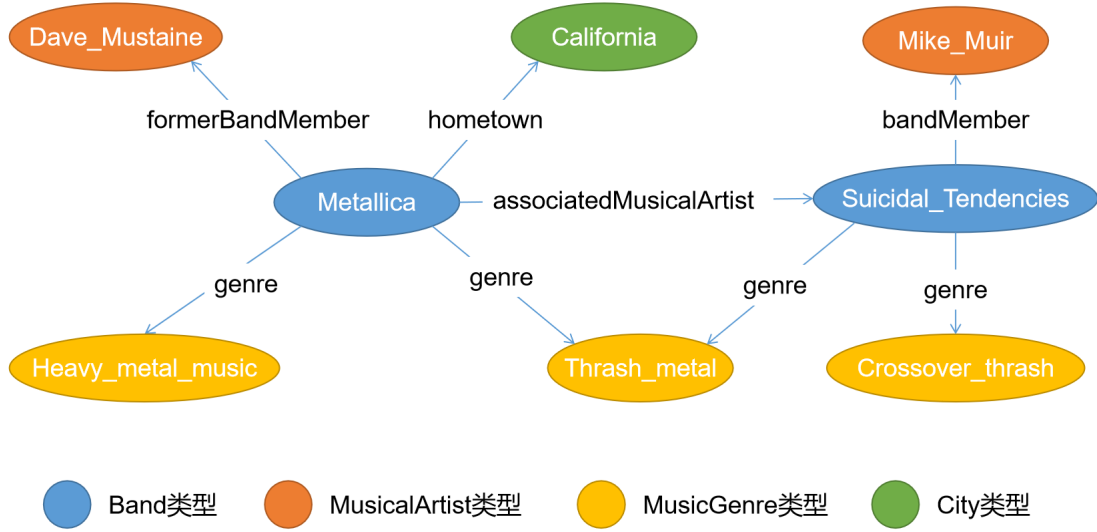 Dave_Mustaine
California
Mike_Muir
formerBandMember
hometown
bandMember
Metallica
associatedMusicalArtist
Suicidal_Tendencies
genre
genre
genre
genre
Heavy_metal_music
Thrash_metal
Crossover_thrash
Band类型
MusicalArtist类型
MusicGenre类型
City类型